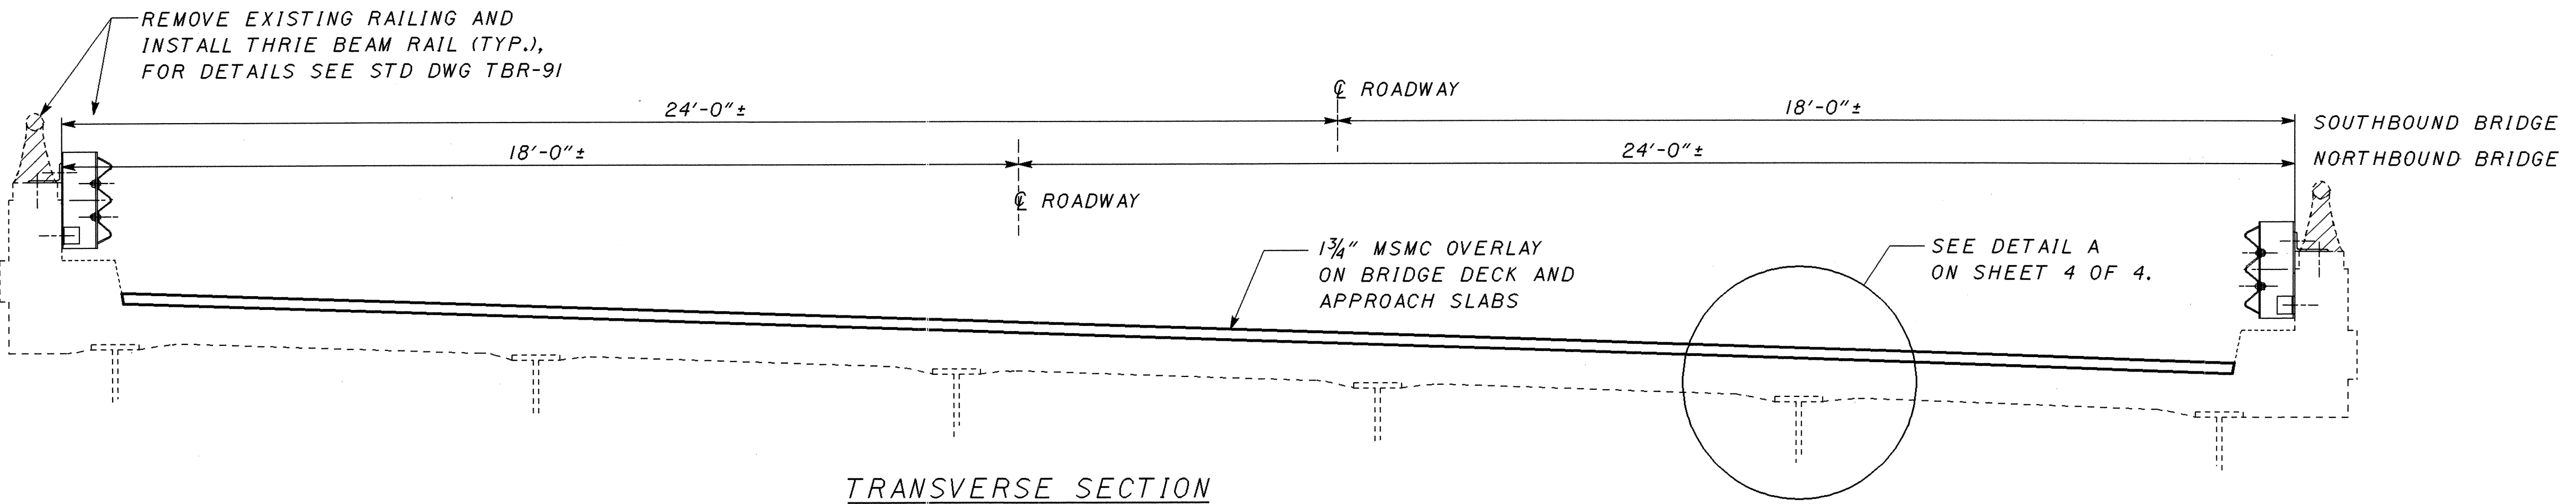 REMOVE EXISTING RAILING AND
INSTALL THRIE BEAM RAIL (TYP.),
FOR DETAILS SEE STD DWG TBR-91
℄ ROADWAY
24'-0"±
18'-0"±
SOUTHBOUND BRIDGE
18'-0"±
24'-0"±
NORTHBOUND BRIDGE
℄ ROADWAY
1 3/4" MSMC OVERLAY
ON BRIDGE DECK AND
APPROACH SLABS
SEE DETAIL A
ON SHEET 4 OF 4.
TRANSVERSE SECTION